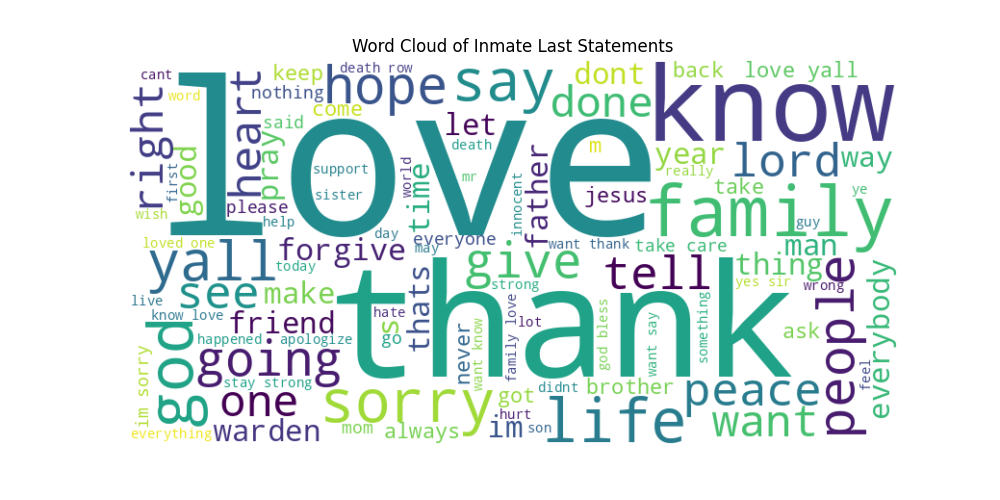 Word Cloud of Inmate Last Statements
cant
death row
keep
hope
say
dont
back
love yall
word
nothing
come
done
know
right
love
heart
said
let
m
year
lord
way
first
good
pray
support
death
really
sister
world
mr
time
innocent
father
jesus
take
ye
wish
please
help
family
guy
loved one
day
everyone
may
want thank
take care
man
yall
forgive
give
tell
thing
today
strong
yes sir
wrong
see
make
thats
thank
people
everybody
live
know love
friend
hate
s
go
lot
family love
god bless
want say
something
ask
god
happened
apologize
going
never
want know
feel
im sorry
stay strong
didnt
brother
peace
one
sorry
got
hurt
life
want
everything
warden
mom
always
im
son